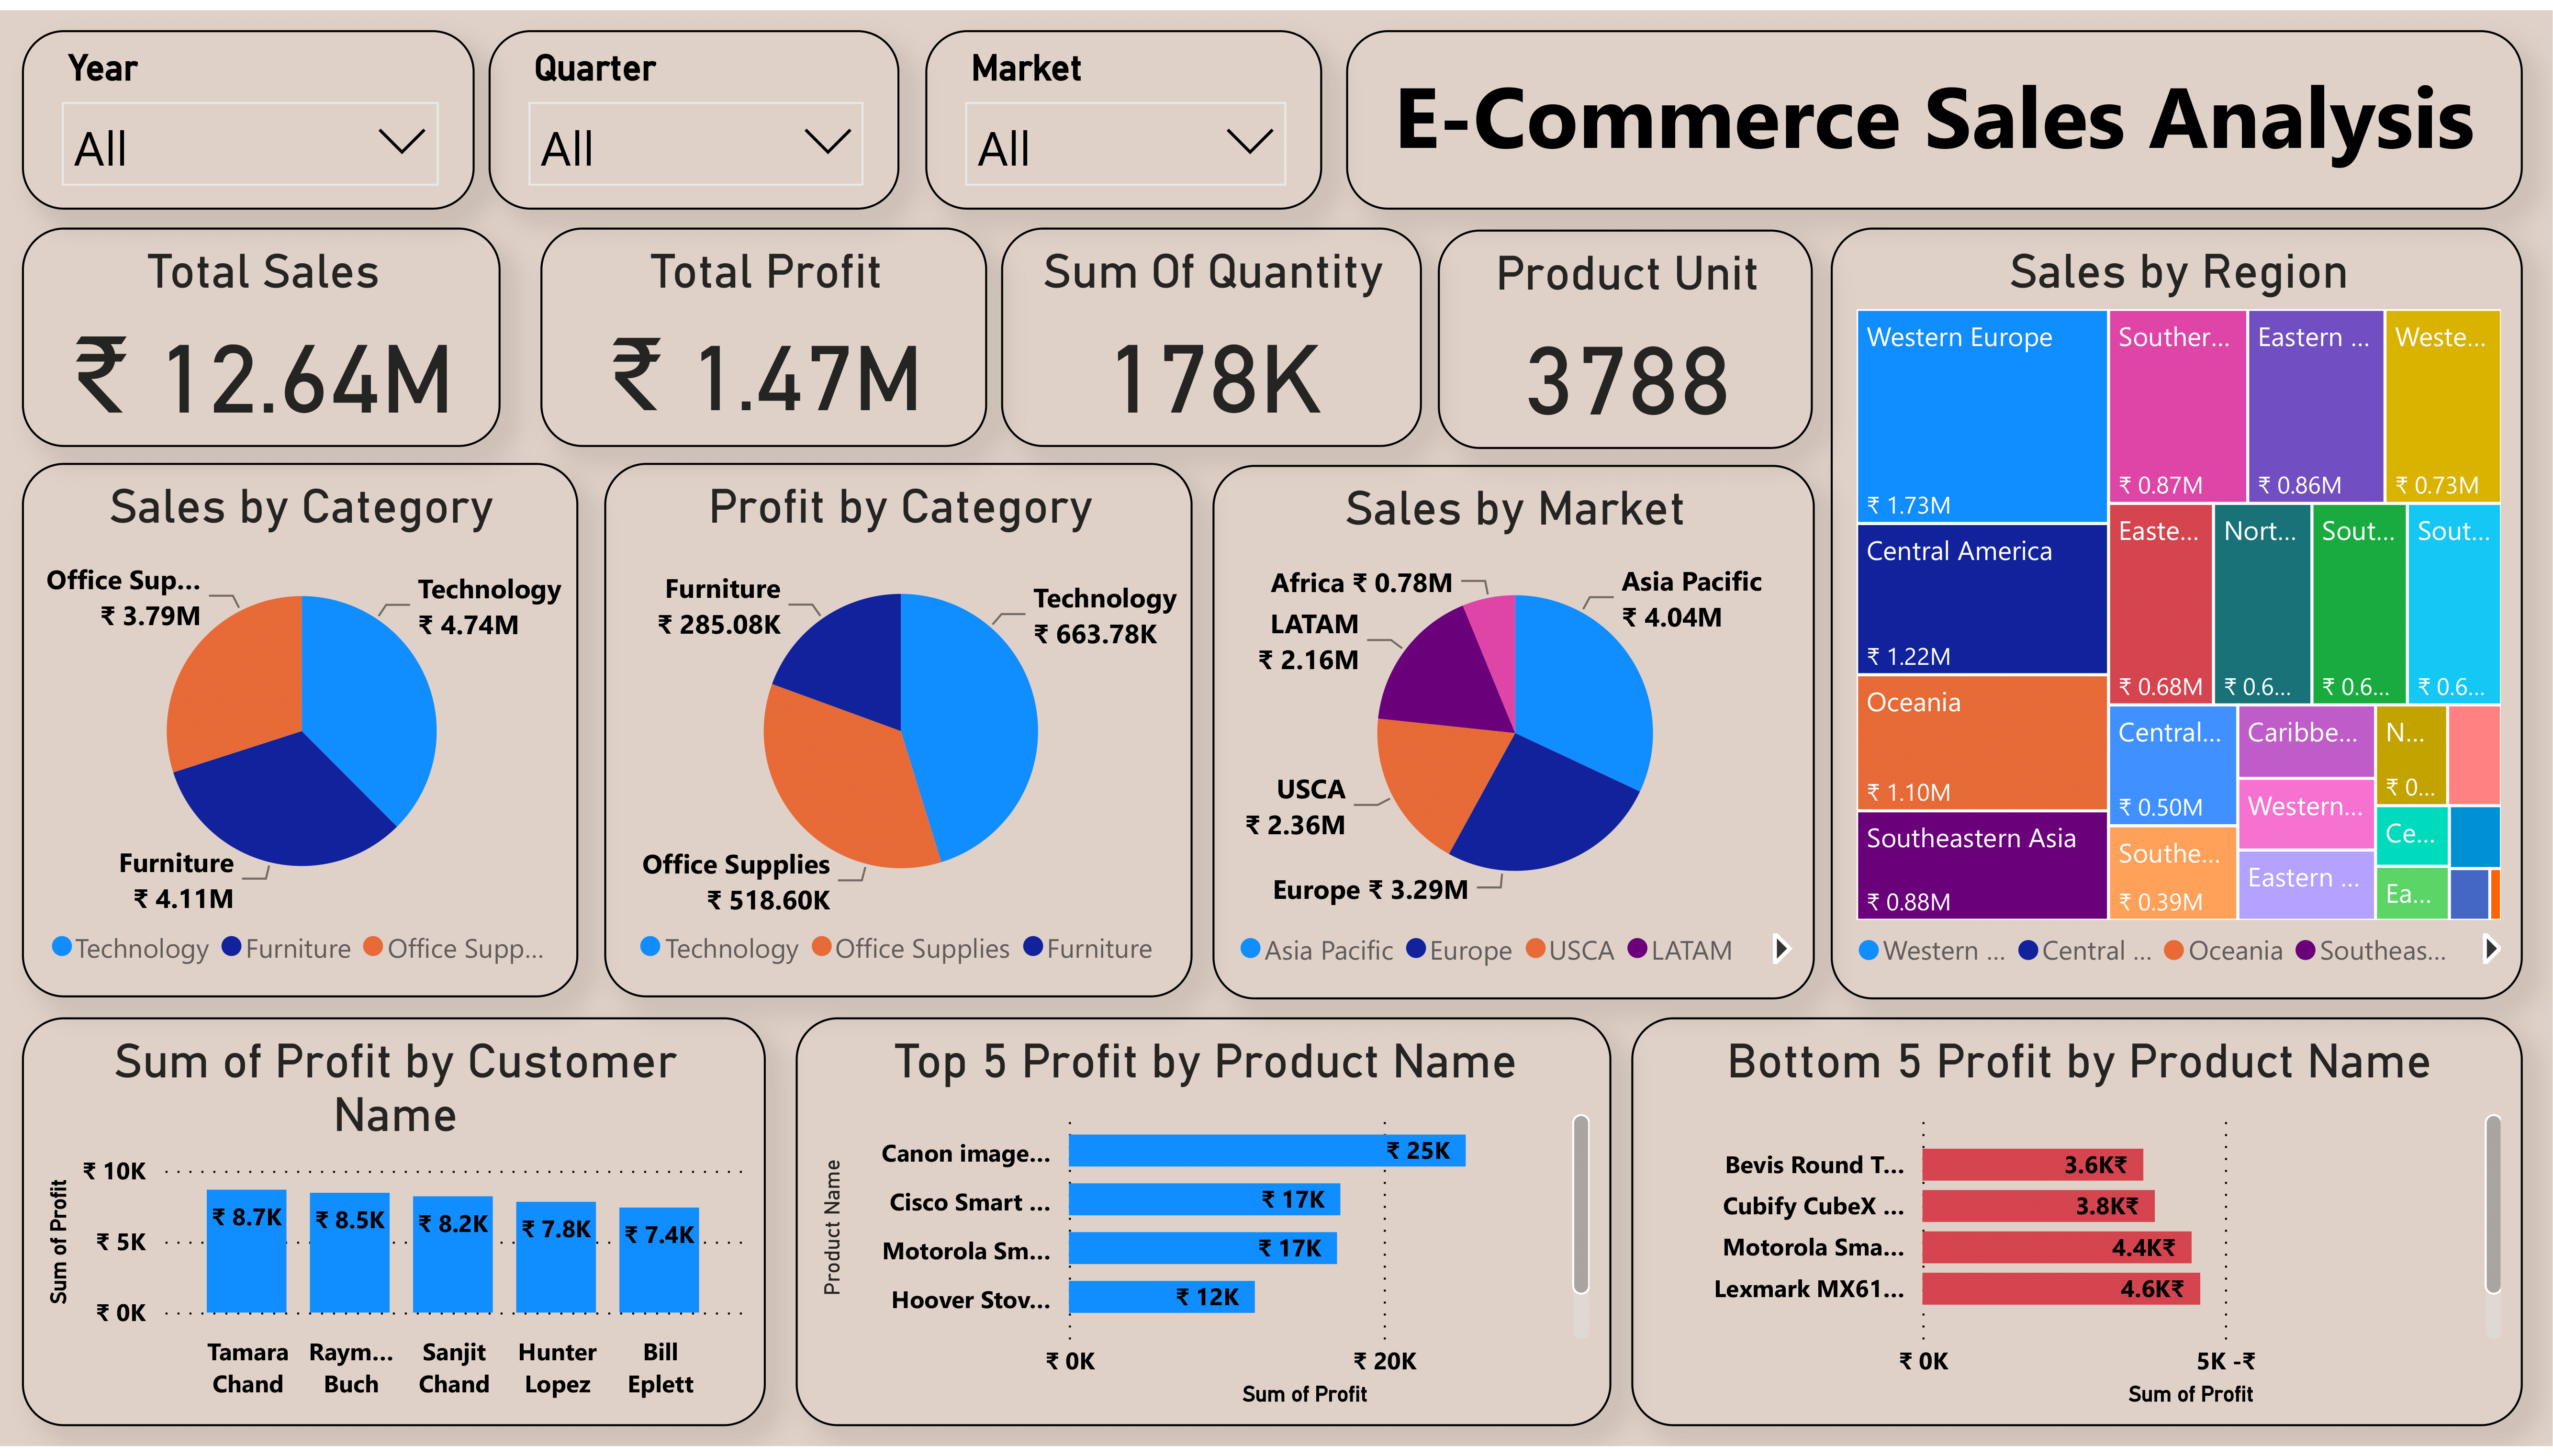 Year
All
Quarter
All
Market
All
E-Commerce Sales Analysis
Total Sales
₹ 12.64M
Total Profit
₹ 1.47M
Sum Of Quantity
178K
Product Unit
3788
Sales by Region
Western Europe
₹ 1.73M
Souther...
₹ 0.87M
Eastern ...
₹ 0.86M
Weste...
₹ 0.73M
Central America
₹ 1.22M
Easte...
₹ 0.68M
Nort...
₹ 0.6...
Sout...
₹ 0.6...
Sout...
₹ 0.6...
Oceania
₹ 1.10M
Central...
₹ 0.50M
Caribbe...
N...
₹ 0...
Western...
Ce...
Southeastern Asia
₹ 0.88M
Southe...
₹ 0.39M
Eastern ...
Ea...
Western ...
Central ...
Oceania
Southeas...
Sales by Category
Office Sup...
₹ 3.79M
Technology
₹ 4.74M
Furniture
₹ 4.11M
Technology
Furniture
Office Supp...
Profit by Category
Furniture
₹ 285.08K
Technology
₹ 663.78K
Office Supplies
₹ 518.60K
Technology
Office Supplies
Furniture
Sales by Market
Africa ₹ 0.78M
Asia Pacific
₹ 4.04M
LATAM
₹ 2.16M
USCA
₹ 2.36M
Europe ₹ 3.29M
Asia Pacific
Europe
USCA
LATAM
Sum of Profit by Customer
Name
Sum of Profit
₹ 10K
₹ 5K
₹ 0K
₹ 8.7K
₹ 8.5K
₹ 8.2K
₹ 7.8K
₹ 7.4K
Tamara
Chand
Raym...
Buch
Sanjit
Chand
Hunter
Lopez
Bill
Eplett
Top 5 Profit by Product Name
Product Name
Canon image...
₹ 25K
Cisco Smart ...
₹ 17K
Motorola Sm...
₹ 17K
Hoover Stov...
₹ 12K
₹ 0K
₹ 20K
Sum of Profit
Bottom 5 Profit by Product Name
Bevis Round T...
3.6K₹
Cubify CubeX ...
3.8K₹
Motorola Sma...
4.4K₹
Lexmark MX61...
4.6K₹
₹ 0K
5K -₹
Sum of Profit